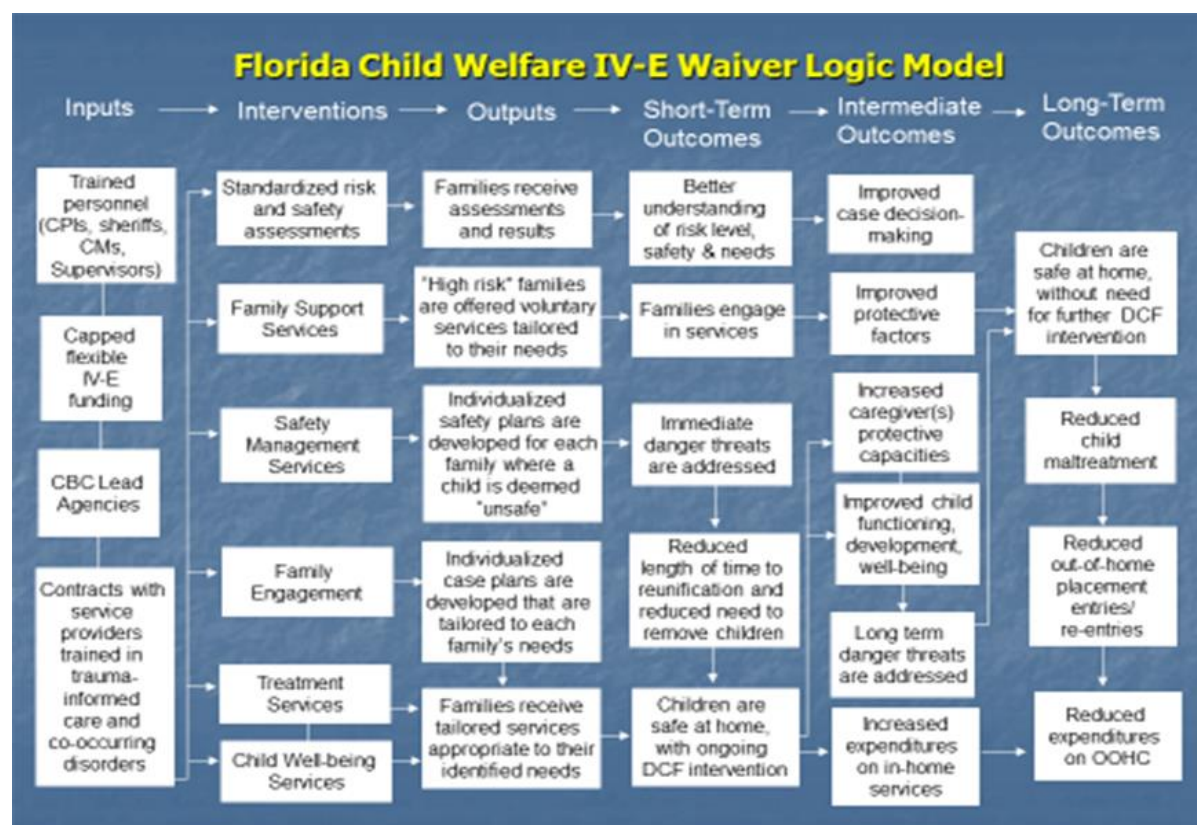 Florida Child Welfare IV-E Waiver Logic Model
Inputs
Interventions
Outputs
Short-Term
Outcomes
Intermediate
Outcomes
Long-Term
Outcomes
Trained
personnel
(CPIs, sheriffs,
CMs,
Supervisors)
Capped
flexible
IV-E
funding
CBC Lead
Agencies
Contracts with
service
providers
trained in
trauma-
informed
care and
co-occurring
disorders
Standardized risk
and safety
assessments
Family Support
Services
Safety
Management
Services
Family
Engagement
Treatment
Services
Child Well-being
Services
Families receive
assessments
and results
"High risk" families
are offered voluntary
services tailored
to their needs
Individualized
safety plans are
developed for each
family where a
child is deemed
"unsafe"
Individualized
case plans are
developed that are
tailored to each
family's needs
Families receive
tailored services
appropriate to their
identified needs
Better
understanding
of risk level,
safety & needs
Families engage
in services
Immediate
danger threats
are addressed
Reduced
length of time to
reunification and
reduced need to
remove children
Children are
safe at home,
with ongoing
DCF intervention
Improved
case decision-
making
Improved
protective
factors
Increased
caregiver(s)
protective
capacities
Improved child
functioning,
development,
well-being
Long term
danger threats
are addressed
Increased
expenditures
on in-home
services
Children are
safe at home,
without need
for further DCF
intervention
Reduced
child
maltreatment
Reduced
out-of-home
placement
entries/
re-entries
Reduced
expenditures
on OOHC